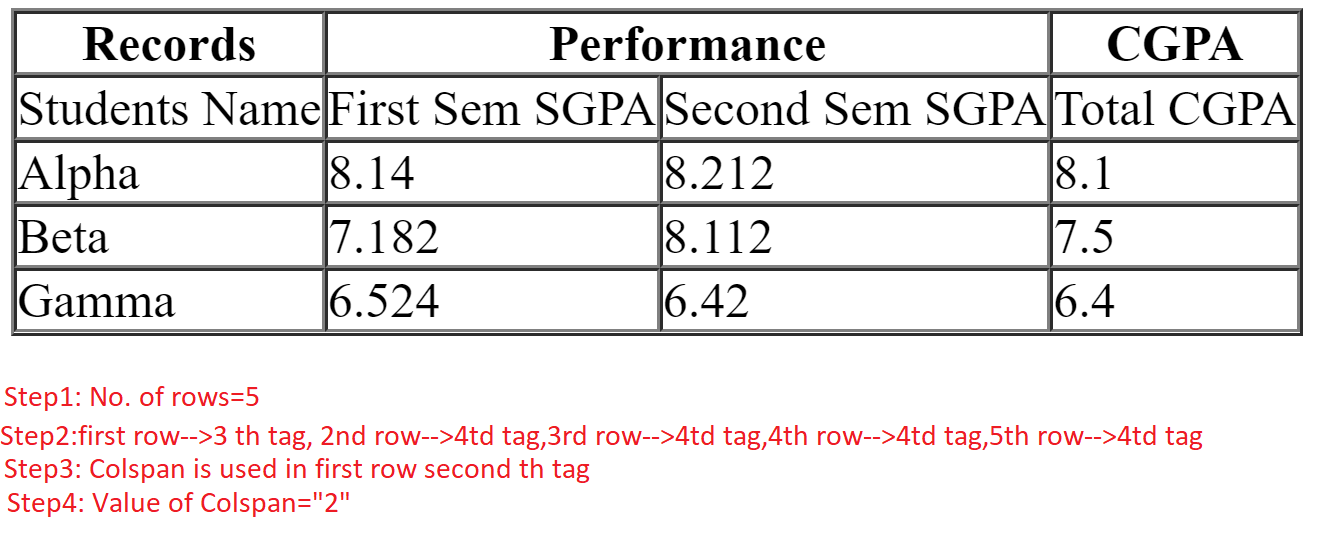 Records Performance CGPA
Students Name First Sem SGPA Second Sem SGPA Total CGPA
Alpha 8.14 8.212 8.1
Beta 7.182 8.112 7.5
Gamma 6.524 6.42 6.4
Step1: No. of rows=5
Step2:first row-->3 th tag, 2nd row-->4td tag,3rd row-->4td tag,4th row-->4td tag,5th row-->4td tag
Step3: Colspan is used in first row second th tag
Step4: Value of Colspan="2"